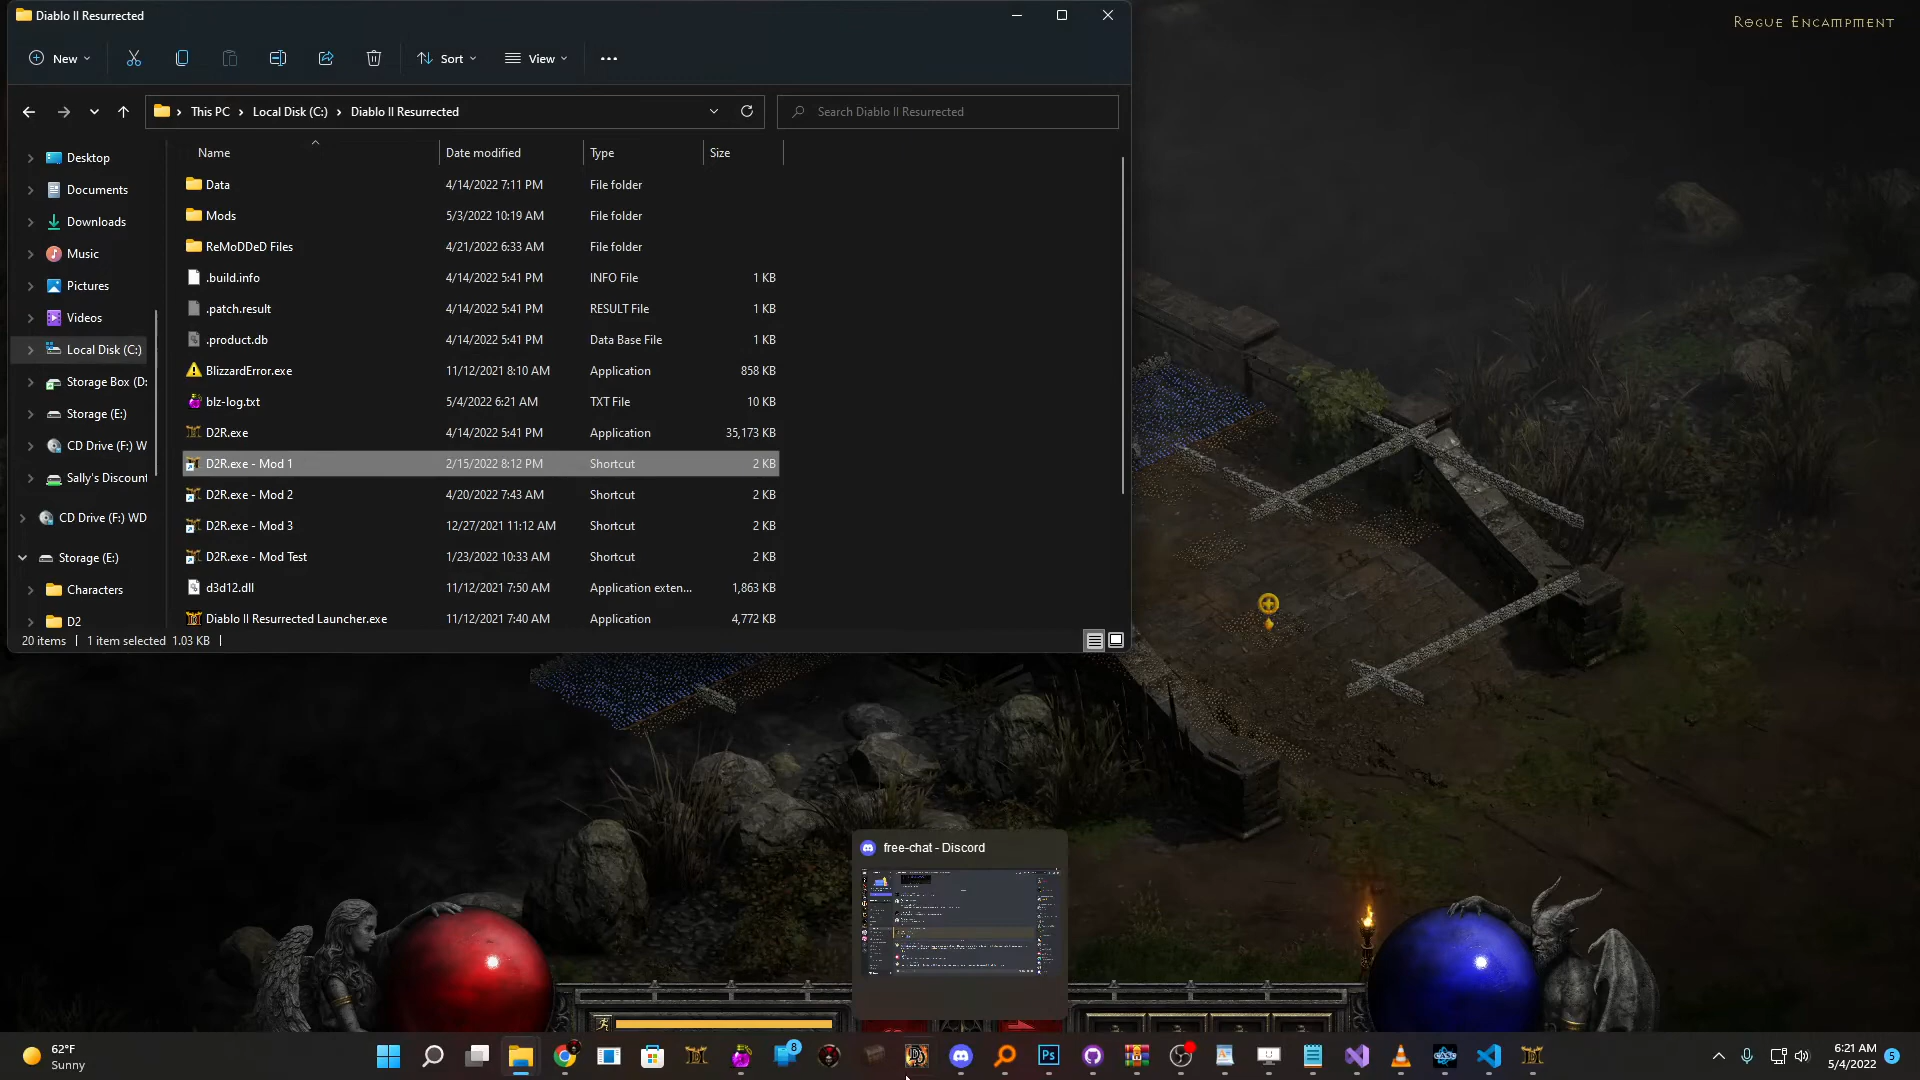 Diablo II Resurrected
Rogue Encampment
New
Sort
View
This PC > Local Disk (C:) > Diablo II Resurrected
Search Diablo II Resurrected
Name Date modified Type Size
Desktop
Documents
Downloads
Music
Pictures
Videos
Local Disk (C:)
Storage Box (D:
Storage (E:)
CD Drive (F:) W
Sally's Discount
CD Drive (F:) WD
Storage (E:)
Characters
D2
Data 4/14/2022 7:11 PM File folder
Mods 5/3/2022 10:19 AM File folder
ReMoDDeD Files 4/21/2022 6:33 AM File folder
.build.info 4/14/2022 5:41 PM INFO File 1 KB
.patch.result 4/14/2022 5:41 PM RESULT File 1 KB
.product.db 4/14/2022 5:41 PM Data Base File 1 KB
BlizzardError.exe 11/12/2021 8:10 AM Application 858 KB
blz-log.txt 5/4/2022 6:21 AM TXT File 10 KB
D2R.exe 4/14/2022 5:41 PM Application 35,173 KB
D2R.exe - Mod 1 2/15/2022 8:12 PM Shortcut 2 KB
D2R.exe - Mod 2 4/20/2022 7:43 AM Shortcut 2 KB
D2R.exe - Mod 3 12/27/2021 11:12 AM Shortcut 2 KB
D2R.exe - Mod Test 1/23/2022 10:33 AM Shortcut 2 KB
d3d12.dll 11/12/2021 7:50 AM Application exten... 1,863 KB
Diablo II Resurrected Launcher.exe 11/12/2021 7:40 AM Application 4,772 KB
20 items 1 item selected 1.03 KB
free-chat - Discord
62°F
Sunny
8
Ps
6:21 AM
5/4/2022
5